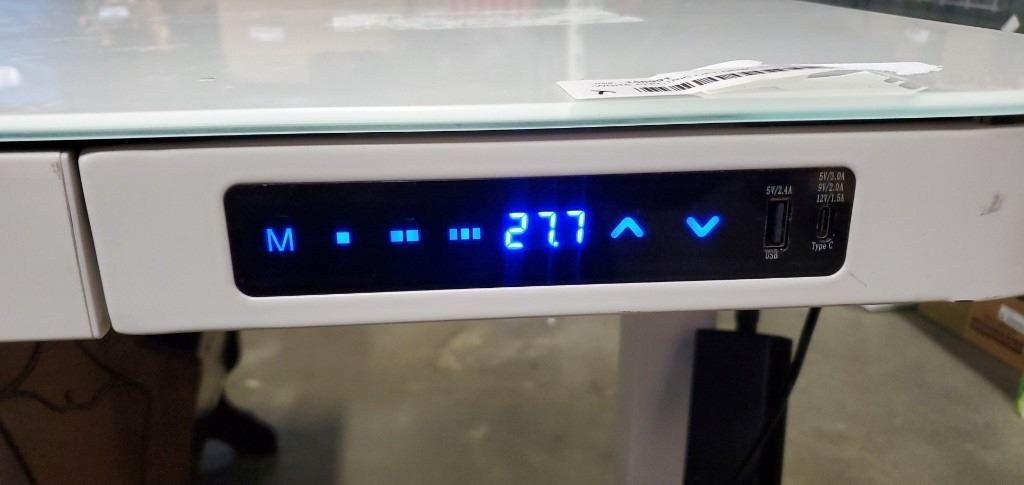 M
27.7
5V/2.4A
USB
5V/3.0A
9V/2.0A
12V/1.5A
Type C